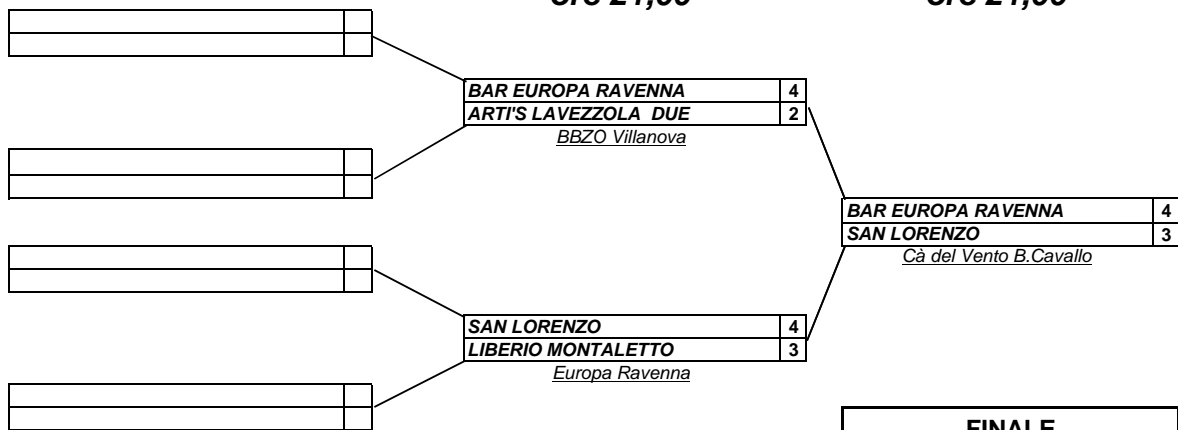 BAR EUROPA RAVENNA 4
ARTI'S LAVEZZOLA DUE 2
BBZO Villanova
BAR EUROPA RAVENNA 4
SAN LORENZO 3
Cà del Vento B.Cavallo
SAN LORENZO 4
LIBERIO MONTALETTO 3
Europa Ravenna
FINALE